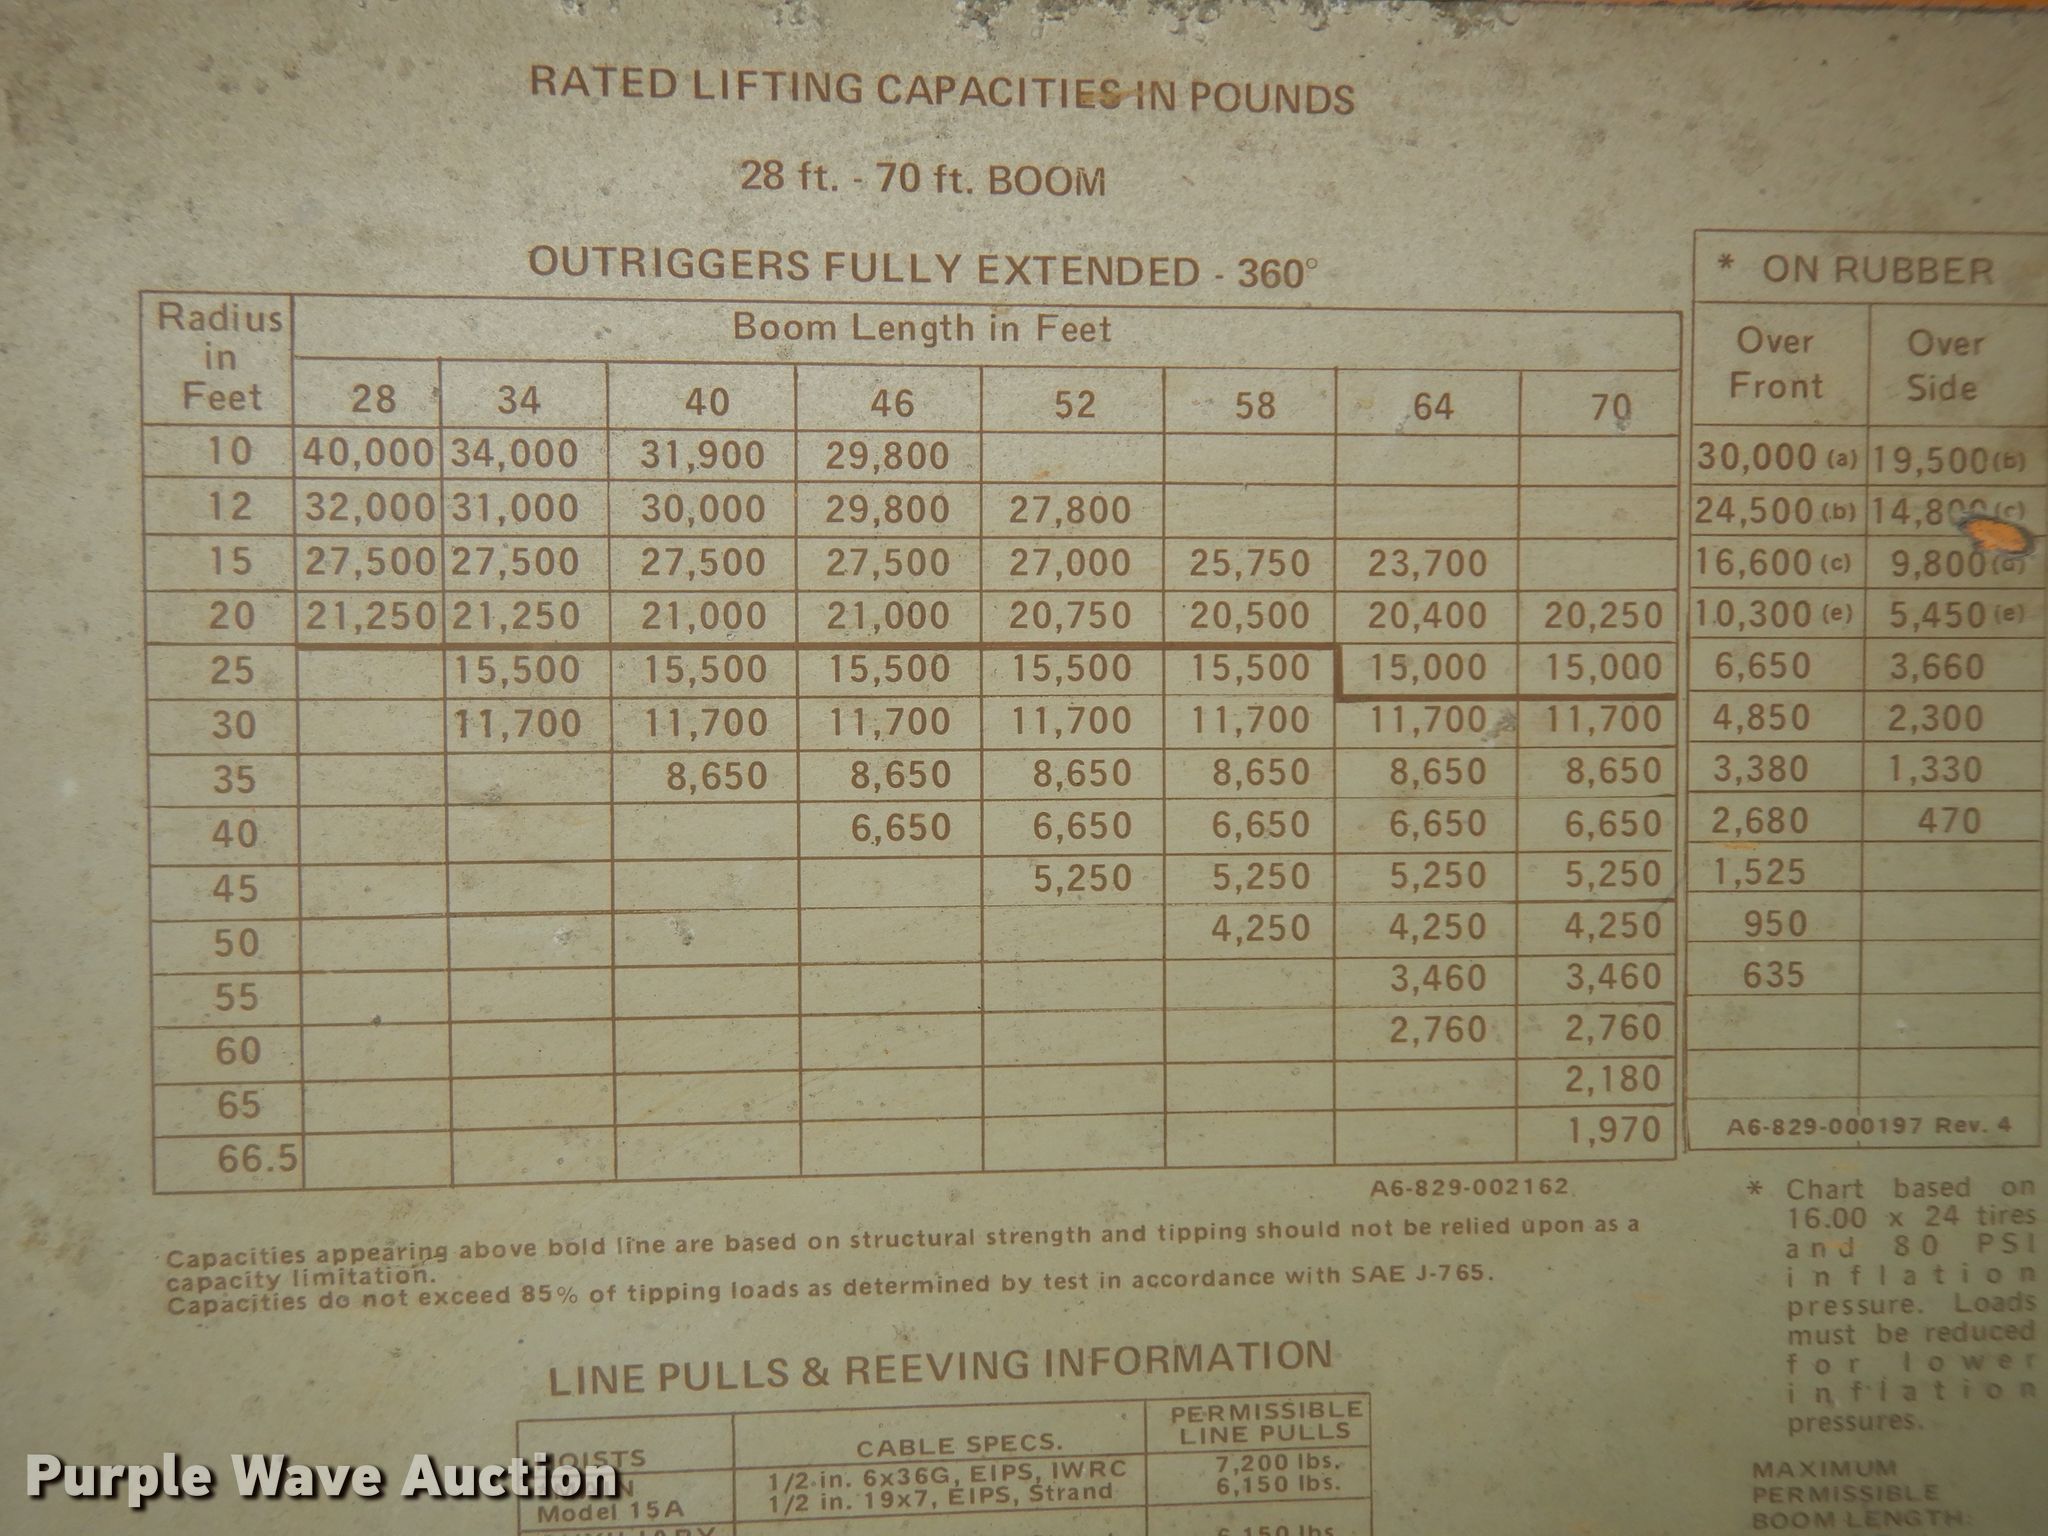 RATED LIFTING CAPACITIES IN POUNDS
28 ft. - 70 ft. BOOM
OUTRIGGERS FULLY EXTENDED - 360°
Radius in Feet
Boom Length in Feet
28 34 40 46 52 58 64 70
10 40,000 34,000 31,900 29,800
12 32,000 31,000 30,000 29,800 27,800
15 27,500 27,500 27,500 27,500 27,000 25,750 23,700
20 21,250 21,250 21,000 21,000 20,750 20,500 20,400 20,250
25 15,500 15,500 15,500 15,500 15,500 15,000 15,000
30 11,700 11,700 11,700 11,700 11,700 11,700 11,700
35 8,650 8,650 8,650 8,650 8,650 8,650
40 6,650 6,650 6,650 6,650 6,650
45 5,250 5,250 5,250 5,250
50 4,250 4,250 4,250
55 3,460 3,460
60 2,760 2,760
65 2,180
66.5 1,970
A6-829-002162
* ON RUBBER
Over Front Over Side
30,000 (a) 19,500 (b)
24,500 (b) 14,800 (c)
16,600 (c) 9,800 (d)
10,300 (e) 5,450 (e)
6,650 3,660
4,850 2,300
3,380 1,330
2,680 470
1,525
950
635
A6-829-000197 Rev. 4
* Chart based on
16.00 x 24 tires
and 80 PSI
inflation
pressure. Loads
must be reduced
for lower
inflation
pressures.
MAXIMUM
PERMISSIBLE
BOOM LENGTH:
Capacities appearing above bold line are based on structural strength and tipping should not be relied upon as a
capacity limitation.
Capacities do not exceed 85% of tipping loads as determined by test in accordance with SAE J-765.
LINE PULLS & REEVING INFORMATION
HOISTS CABLE SPECS. PERMISSIBLE LINE PULLS
MAIN 1/2 in. 6x36G, EIPS, IWRC 7,200 lbs.
Model 15A 1/2 in. 19x7, EIPS, Strand 6,150 lbs.
AUXILIARY 6,150 lbs.
Purple Wave Auction